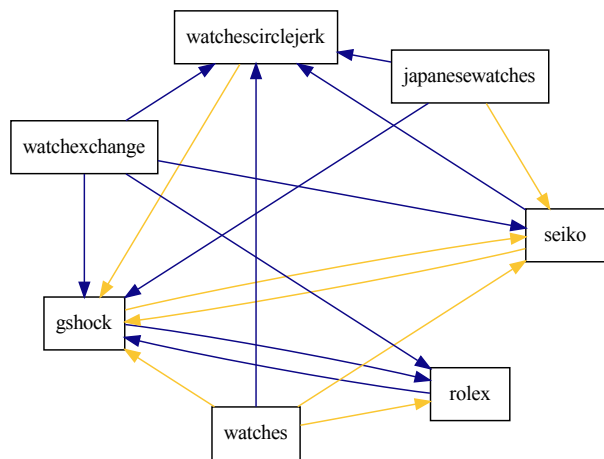 watchescirclejerk
japanesewatches
watchexchange
seiko
gshock
rolex
watches